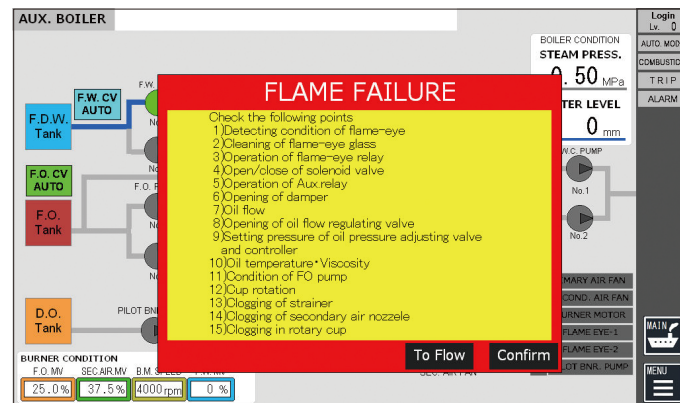 AUX. BOILER
Login
Lv. 0
AUTO. MOD
COMBUSTIO
TRIP
ALARM
BOILER CONDITION
STEAM PRESS.
0.50 MPa
TER LEVEL
0 mm
F.W.
F.W. CV
AUTO
F.D.W.
Tank
No
F.O. CV
AUTO
F.O. P
F.O.
Tank
No
D.O.
Tank
PILOT BNR
W.C. PUMP
No.1
No.2
MARY AIR FAN
COND. AIR FAN
URNER MOTOR
FLAME EYE-1
FLAME EYE-2
LOT BNR. PUMP
MAIN
MENU
FLAME FAILURE
Check the following points
1)Detecting condition of flame-eye
2)Cleaning of flame-eye glass
3)Operation of flame-eye relay
4)Open/close of solenoid valve
5)Operation of Aux.relay
6)Opening of damper
7)Oil flow
8)Opening of oil flow regulating valve
9)Setting pressure of oil pressure adjusting valve
and controller
10)Oil temperature・Viscosity
11)Condition of FO pump
12)Cup rotation
13)Clogging of strainer
14)Clogging of secondary air nozzele
15)Clogging in rotary cup
To Flow Confirm
BURNER CONDITION
F.O. MV SEC.AIR.MV B.M. SPEED F.W. MV
25.0% 37.5% 4000 rpm 0 %
SEC. AIR FAN